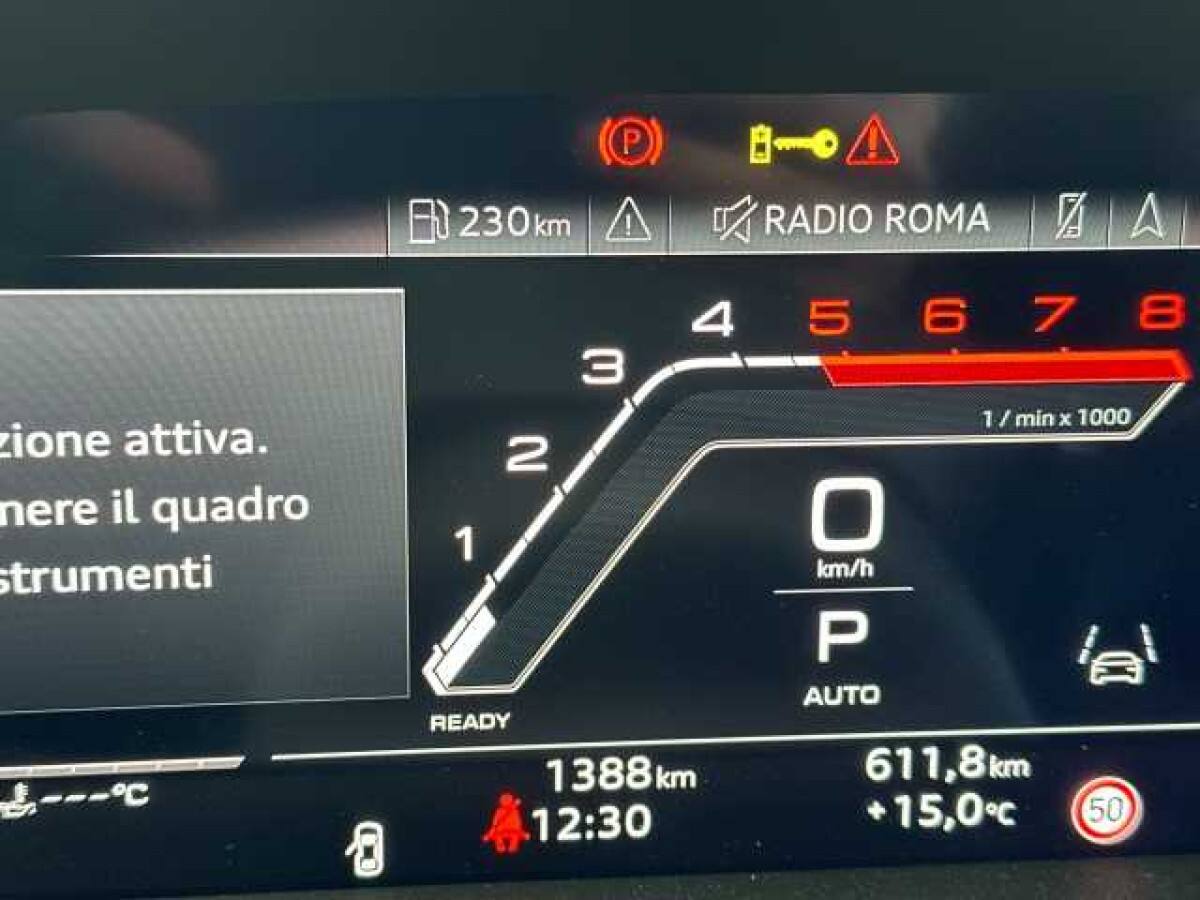 P
230km
RADIO ROMA
1 2 3 4 5 6 7 8
1 / min x 1000
zione attiva.
nere il quadro
strumenti
0
km/h
P
AUTO
READY
---°C
1388km
611,8km
12:30
+15,0°C
50